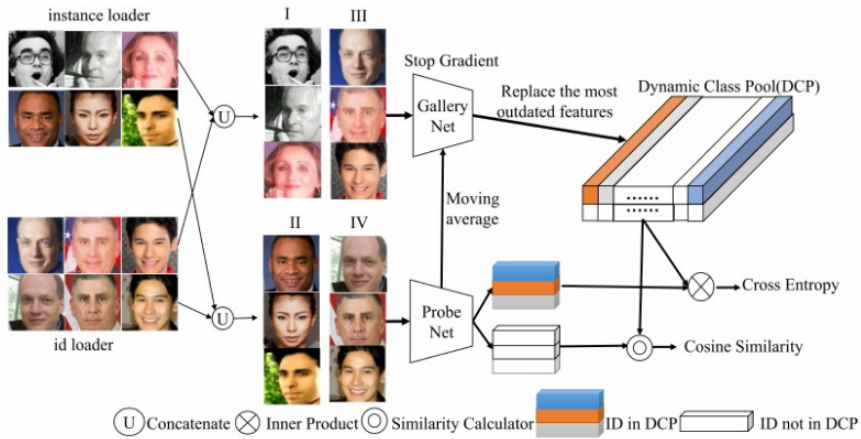 instance loader
I
III
Stop Gradient
Gallery
Net
Replace the most
outdated features
Dynamic Class Pool(DCP)
U
......
......
Moving
average
II
IV
id loader
U
Probe
Net
Cross Entropy
Cosine Similarity
U Concatenate
Inner Product
Similarity Calculator
ID in DCP
ID not in DCP